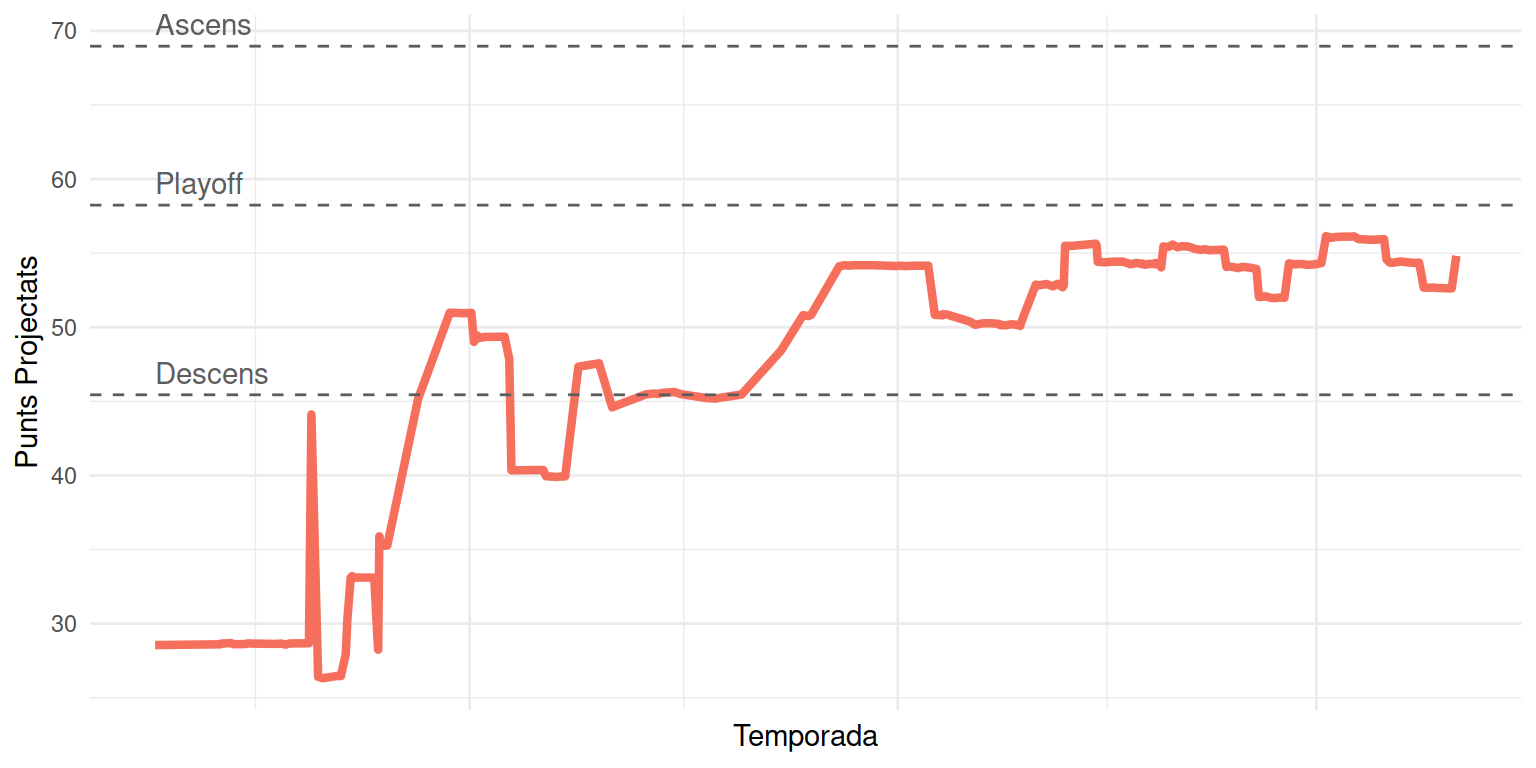 70
Ascens
60
Playoff
50
Descens
40
30
Punts Projectats
Temporada